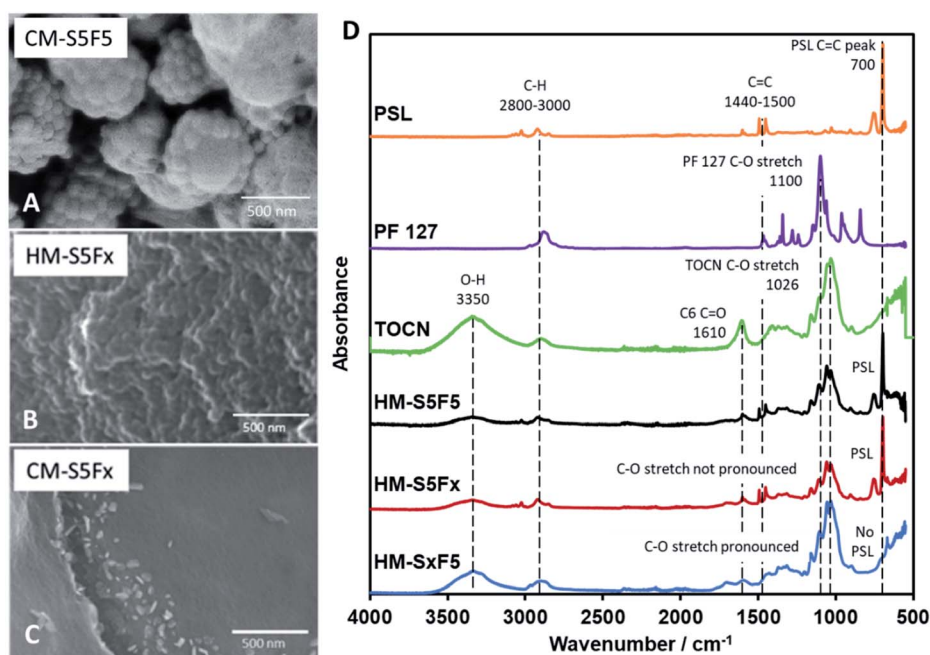 CM-S5F5
A
500 nm
HM-S5Fx
B
500 nm
CM-S5Fx
C
500 nm
D
PSL C=C peak
700
C-H
2800-3000
C=C
1440-1500
PSL
PF 127 C-O stretch
1100
PF 127
TOCN C-O stretch
1026
O-H
3350
C6 C=O
1610
TOCN
PSL
HM-S5F5
C-O stretch not pronounced
PSL
HM-S5Fx
C-O stretch pronounced
No
PSL
HM-SxF5
Absorbance
4000 3500 3000 2500 2000 1500 1000 500
Wavenumber / cm⁻¹